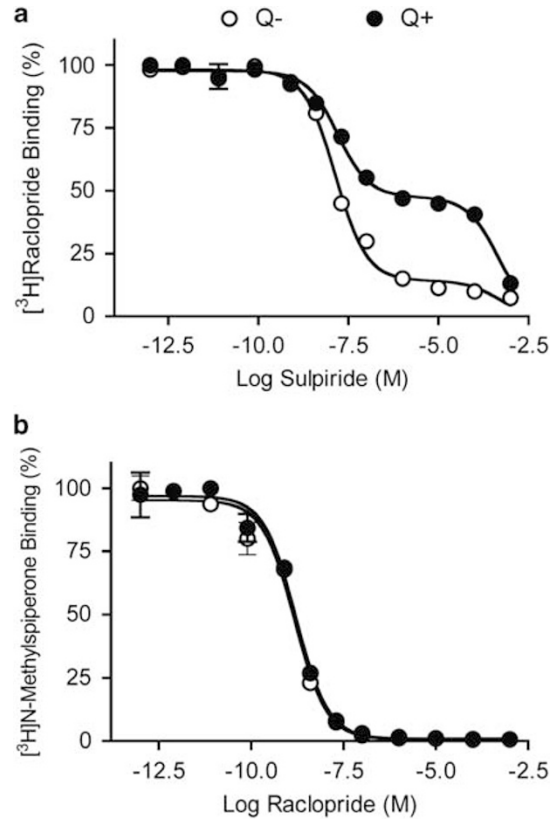 a
Q- Q+
[³H]Raclopride Binding (%)
100
75
50
25
0
-12.5 -10.0 -7.5 -5.0 -2.5
Log Sulpiride (M)
b
[³H]N-Methylspiperone Binding (%)
100
75
50
25
0
-12.5 -10.0 -7.5 -5.0 -2.5
Log Raclopride (M)